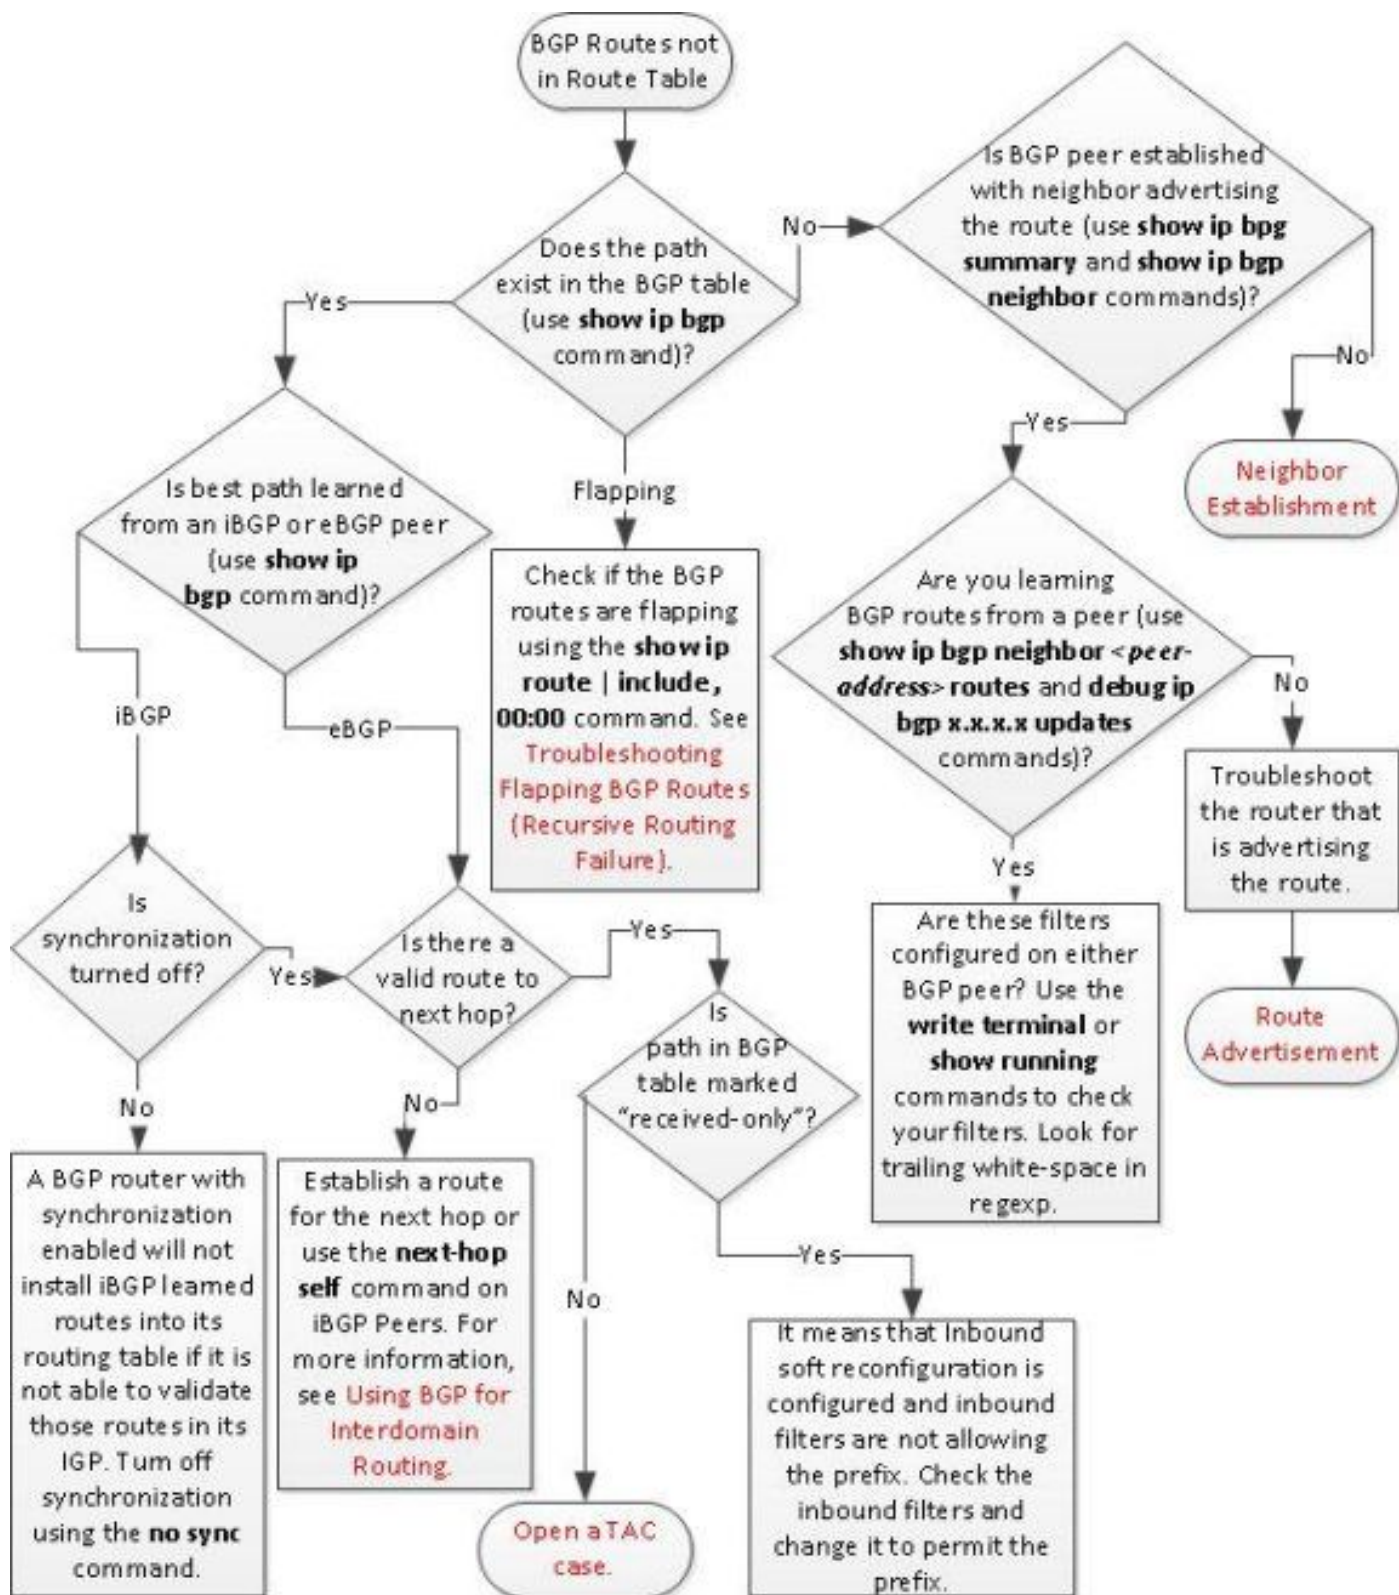 BGP Routes not
in Route Table
Does the path
exist in the BGP table
(use show ip bgp
command)?
No
Is BGP peer established
with neighbor advertising
the route (use show ip bpg
summary and show ip bgp
neighbor commands)?
No
Neighbor
Establishment
Yes
Are you learning
BGP routes from a peer (use
show ip bgp neighbor <peer-
address> routes and debug ip
bgp x.x.x.x updates
commands)?
No
Troubleshoot
the router that
is advertising
the route.
Route
Advertisement
Yes
Are these filters
configured on either
BGP peer? Use the
write terminal or
show running
commands to check
your filters. Look for
trailing white-space in
regexp.
Flapping
Check if the BGP
routes are flapping
using the show ip
route | include,
00:00 command. See
Troubleshooting
Flapping BGP Routes
(Recursive Routing
Failure).
Yes
Is best path learned
from an iBGP or eBGP peer
(use show ip
bgp command)?
iBGP
eBGP
Is
synchronization
turned off?
Yes
No
A BGP router with
synchronization
enabled will not
install iBGP learned
routes into its
routing table if it is
not able to validate
those routes in its
IGP. Turn off
synchronization
using the no sync
command.
Is there a
valid route to
next hop?
No
Establish a route
for the next hop or
use the next-hop
self command on
iBGP Peers. For
more information,
see Using BGP for
Interdomain
Routing.
Yes
Is
path in BGP
table marked
“received-only”?
No
Open a TAC
case.
Yes
It means that Inbound
soft reconfiguration is
configured and inbound
filters are not allowing
the prefix. Check the
inbound filters and
change it to permit the
prefix.